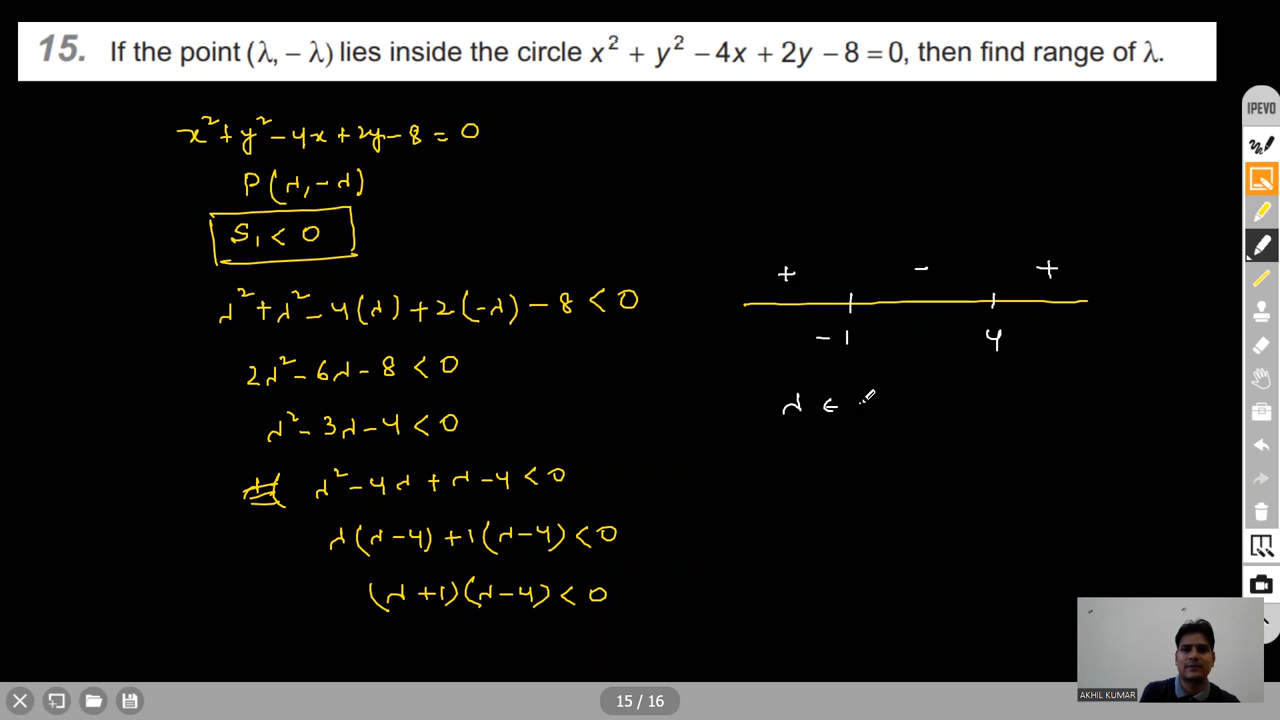 15. If the point (λ, − λ) lies inside the circle x² + y² − 4x + 2y − 8 = 0, then find range of λ.
x² + y² − 4x + 2y − 8 = 0
P(λ, −λ)
S₁ < 0
λ² + λ² − 4(λ) + 2(−λ) − 8 < 0
2λ² − 6λ − 8 < 0
λ² − 3λ − 4 < 0
λ² − 4λ + λ − 4 < 0
λ(λ − 4) + 1(λ − 4) < 0
(λ + 1)(λ − 4) < 0
+ − +
−1 4
λ ∈
IPEVO
AKHIL KUMAR
15 / 16